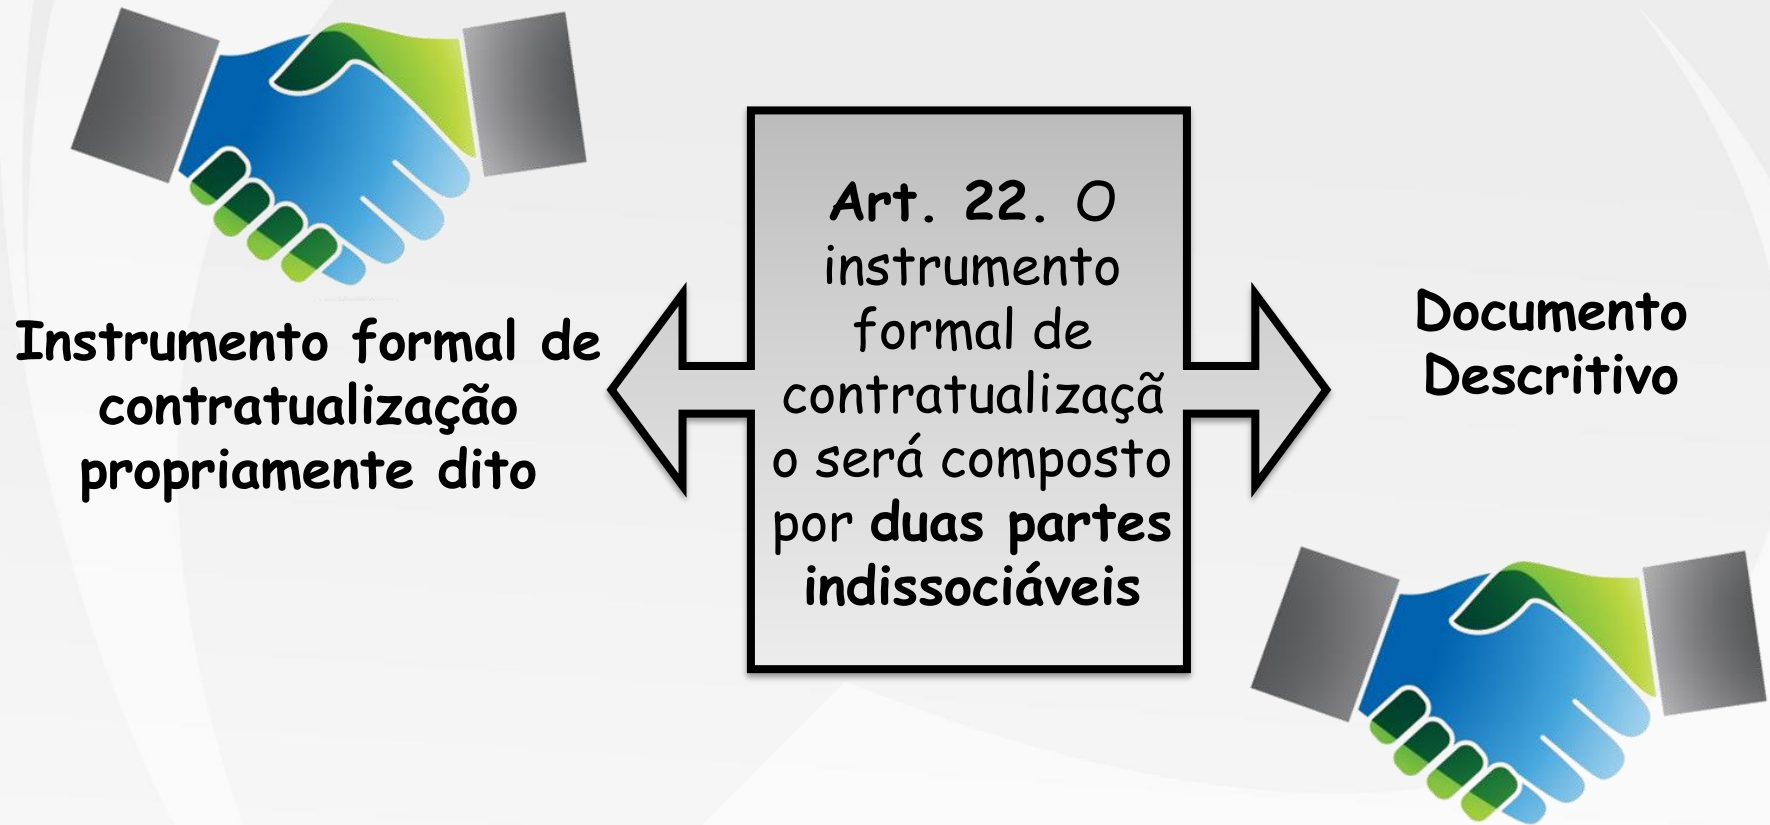 Instrumento formal de
contratualização
propriamente dito
Art. 22. O
instrumento
formal de
contratualizaçã
o será composto
por duas partes
indissociáveis
Documento
Descritivo